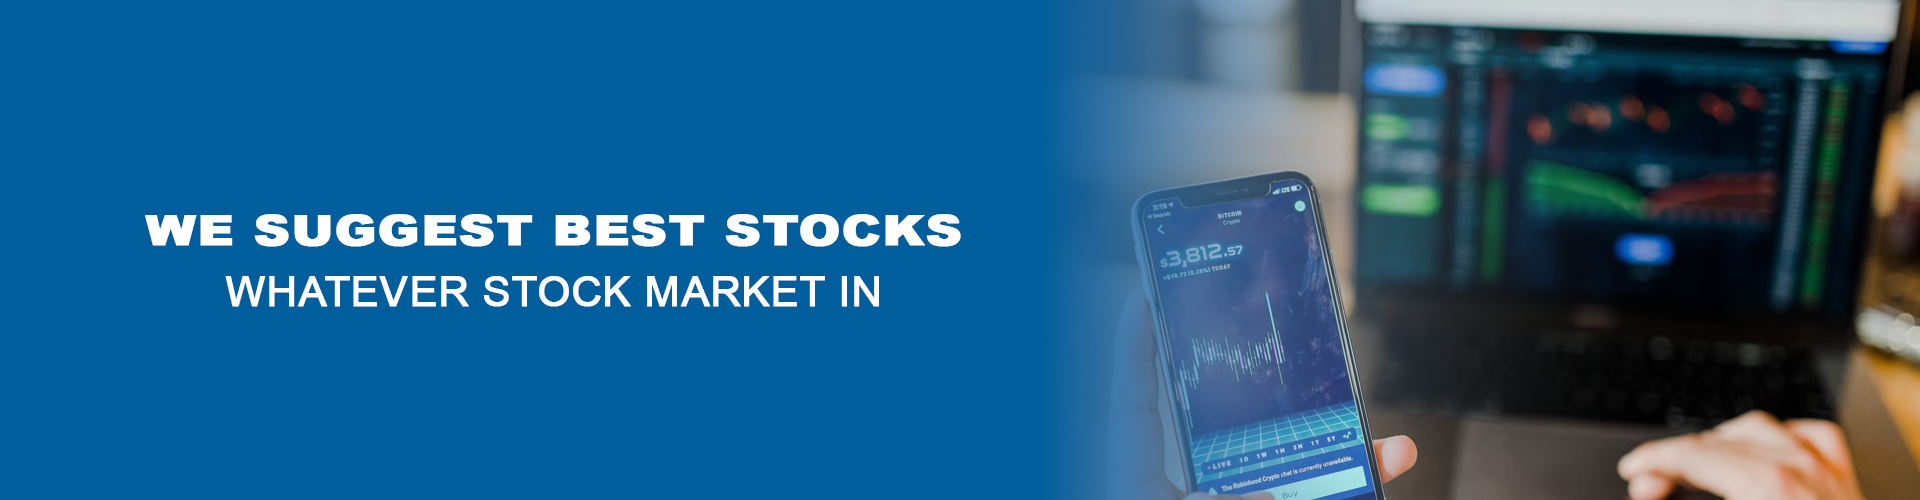 WE SUGGEST BEST STOCKS
WHATEVER STOCK MARKET IN
3:19
LTE
Search
BITCOIN
Crypto
$3,812.57
+$10.72 (0.28%) TODAY
LIVE 1D 1W 1M 3M 1Y 5Y
The Robinhood Crypto chat is currently unavailable.
Buy